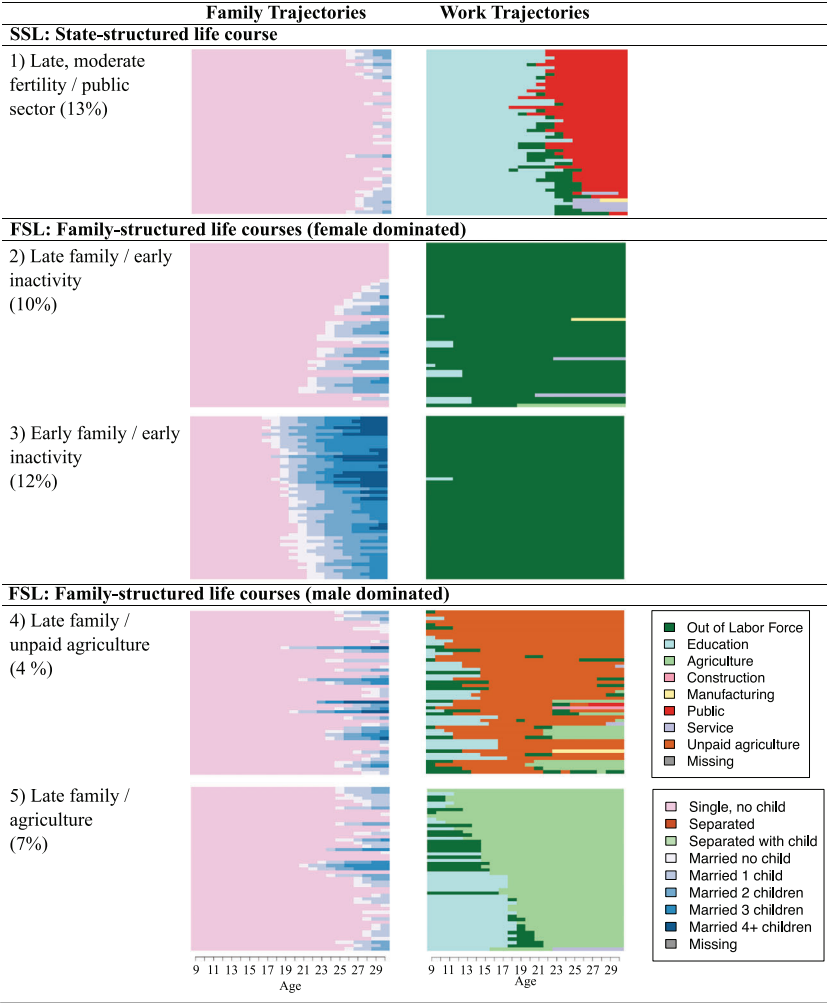 Family Trajectories Work Trajectories
SSL: State-structured life course
1) Late, moderate
fertility / public
sector (13%)
FSL: Family-structured life courses (female dominated)
2) Late family / early
inactivity
(10%)
3) Early family / early
inactivity
(12%)
FSL: Family-structured life courses (male dominated)
4) Late family /
unpaid agriculture
(4 %)
Out of Labor Force
Education
Agriculture
Construction
Manufacturing
Public
Service
Unpaid agriculture
Missing
5) Late family /
agriculture
(7%)
Single, no child
Separated
Separated with child
Married no child
Married 1 child
Married 2 children
Married 3 children
Married 4+ children
Missing
9 11 13 15 17 19 21 23 25 27 29
Age
9 11 13 15 17 19 21 23 25 27 29
Age